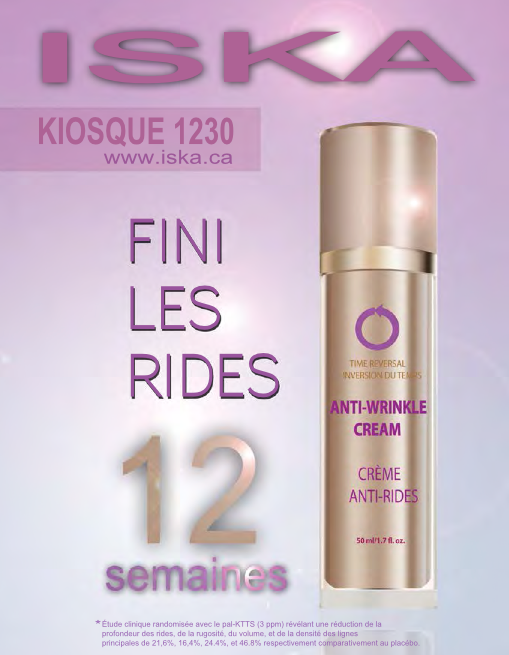 ISKA
KIOSQUE 1230
www.iska.ca
FINI
LES
RIDES
12
semaines
TIME REVERSAL
INVERSION DU TEMPS
ANTI-WRINKLE
CREAM
CRÈME
ANTI-RIDES
50 ml/1.7 fl. oz.
* Étude clinique randomisée avec le pal-KTTS (3 ppm) révélant une réduction de la
profondeur des rides, de la rugosité, du volume, et de la densité des lignes
principales de 21,6%, 16,4%, 24.4%, et 46.8% respectivement comparativement au placébo.